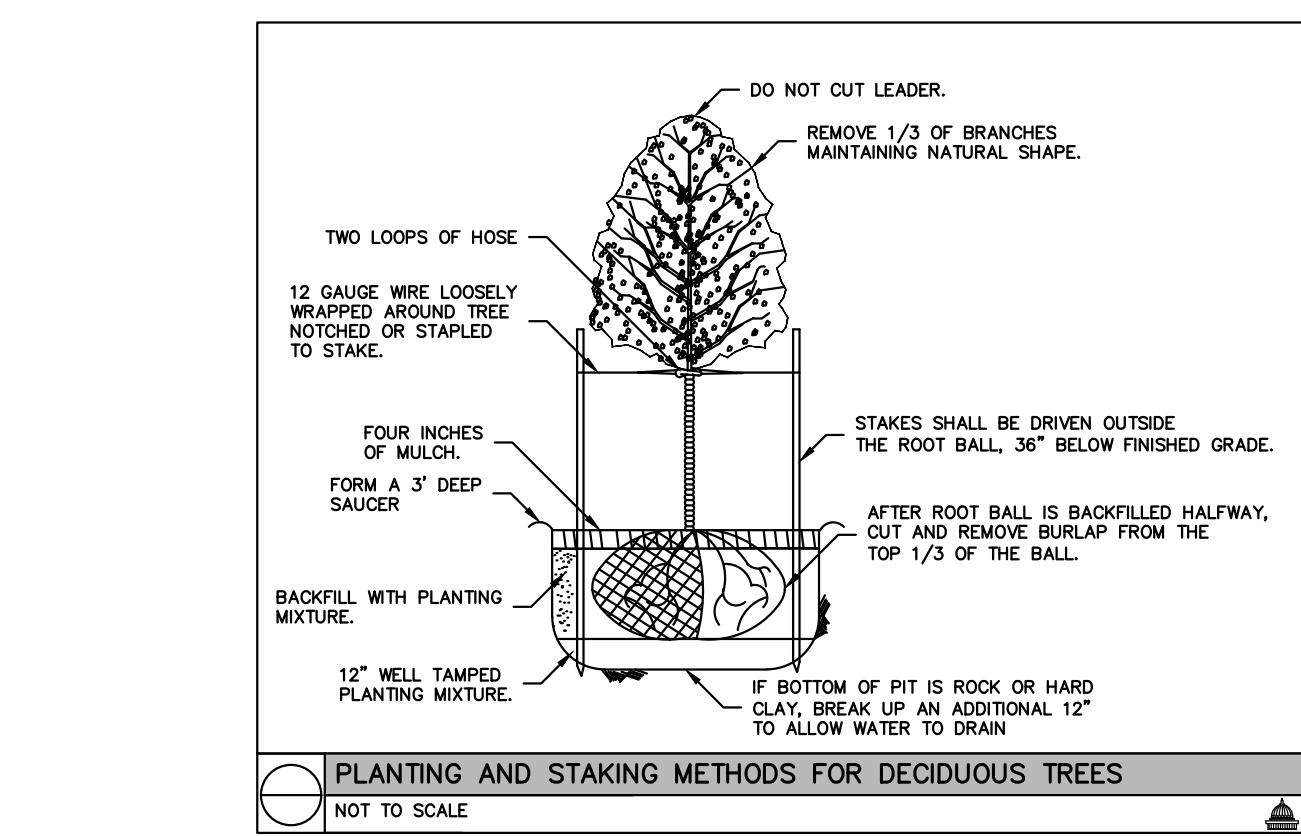 DO NOT CUT LEADER.
REMOVE 1/3 OF BRANCHES
MAINTAINING NATURAL SHAPE.
TWO LOOPS OF HOSE
12 GAUGE WIRE LOOSELY
WRAPPED AROUND TREE
NOTCHED OR STAPLED
TO STAKE.
STAKES SHALL BE DRIVEN OUTSIDE
THE ROOT BALL, 36" BELOW FINISHED GRADE.
FOUR INCHES
OF MULCH.
FORM A 3' DEEP
SAUCER
AFTER ROOT BALL IS BACKFILLED HALFWAY,
CUT AND REMOVE BURLAP FROM THE
TOP 1/3 OF THE BALL.
BACKFILL WITH PLANTING
MIXTURE.
12" WELL TAMPED
PLANTING MIXTURE.
IF BOTTOM OF PIT IS ROCK OR HARD
CLAY, BREAK UP AN ADDITIONAL 12"
TO ALLOW WATER TO DRAIN
PLANTING AND STAKING METHODS FOR DECIDUOUS TREES
NOT TO SCALE